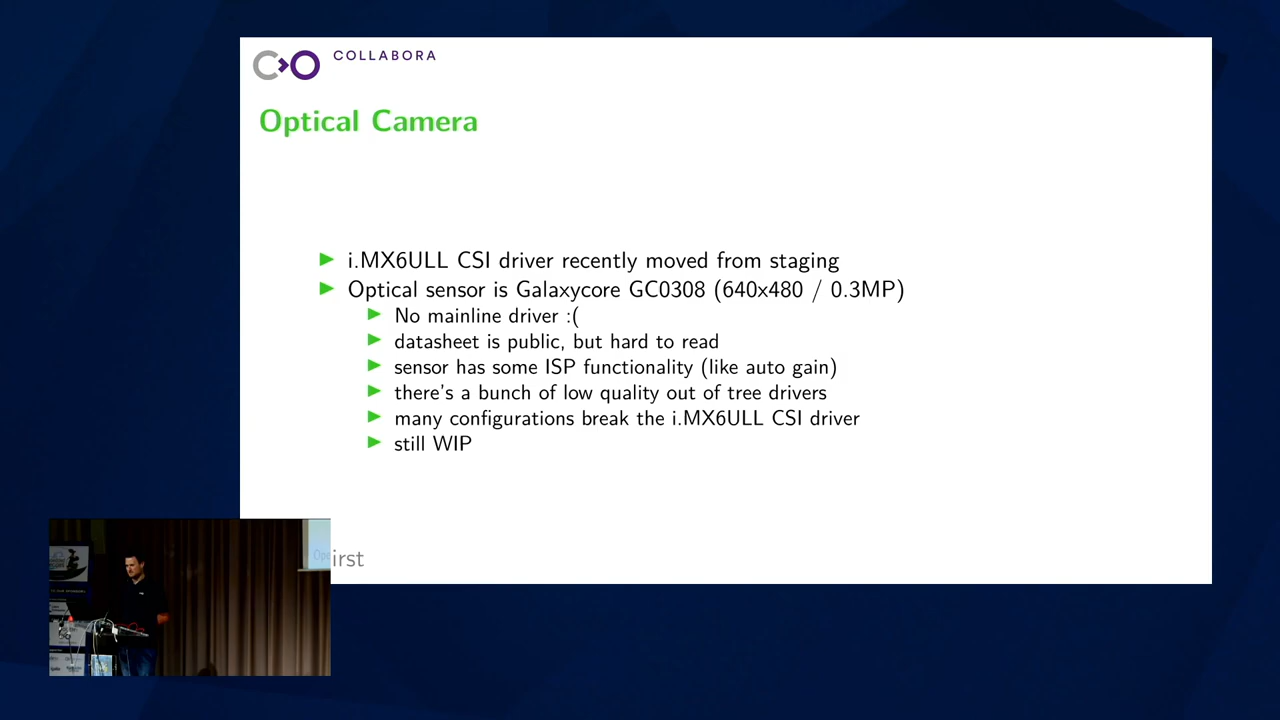 COLLABORA
Optical Camera
i.MX6ULL CSI driver recently moved from staging
Optical sensor is Galaxycore GC0308 (640x480 / 0.3MP)
No mainline driver :(
datasheet is public, but hard to read
sensor has some ISP functionality (like auto gain)
there's a bunch of low quality out of tree drivers
many configurations break the i.MX6ULL CSI driver
still WIP
irst